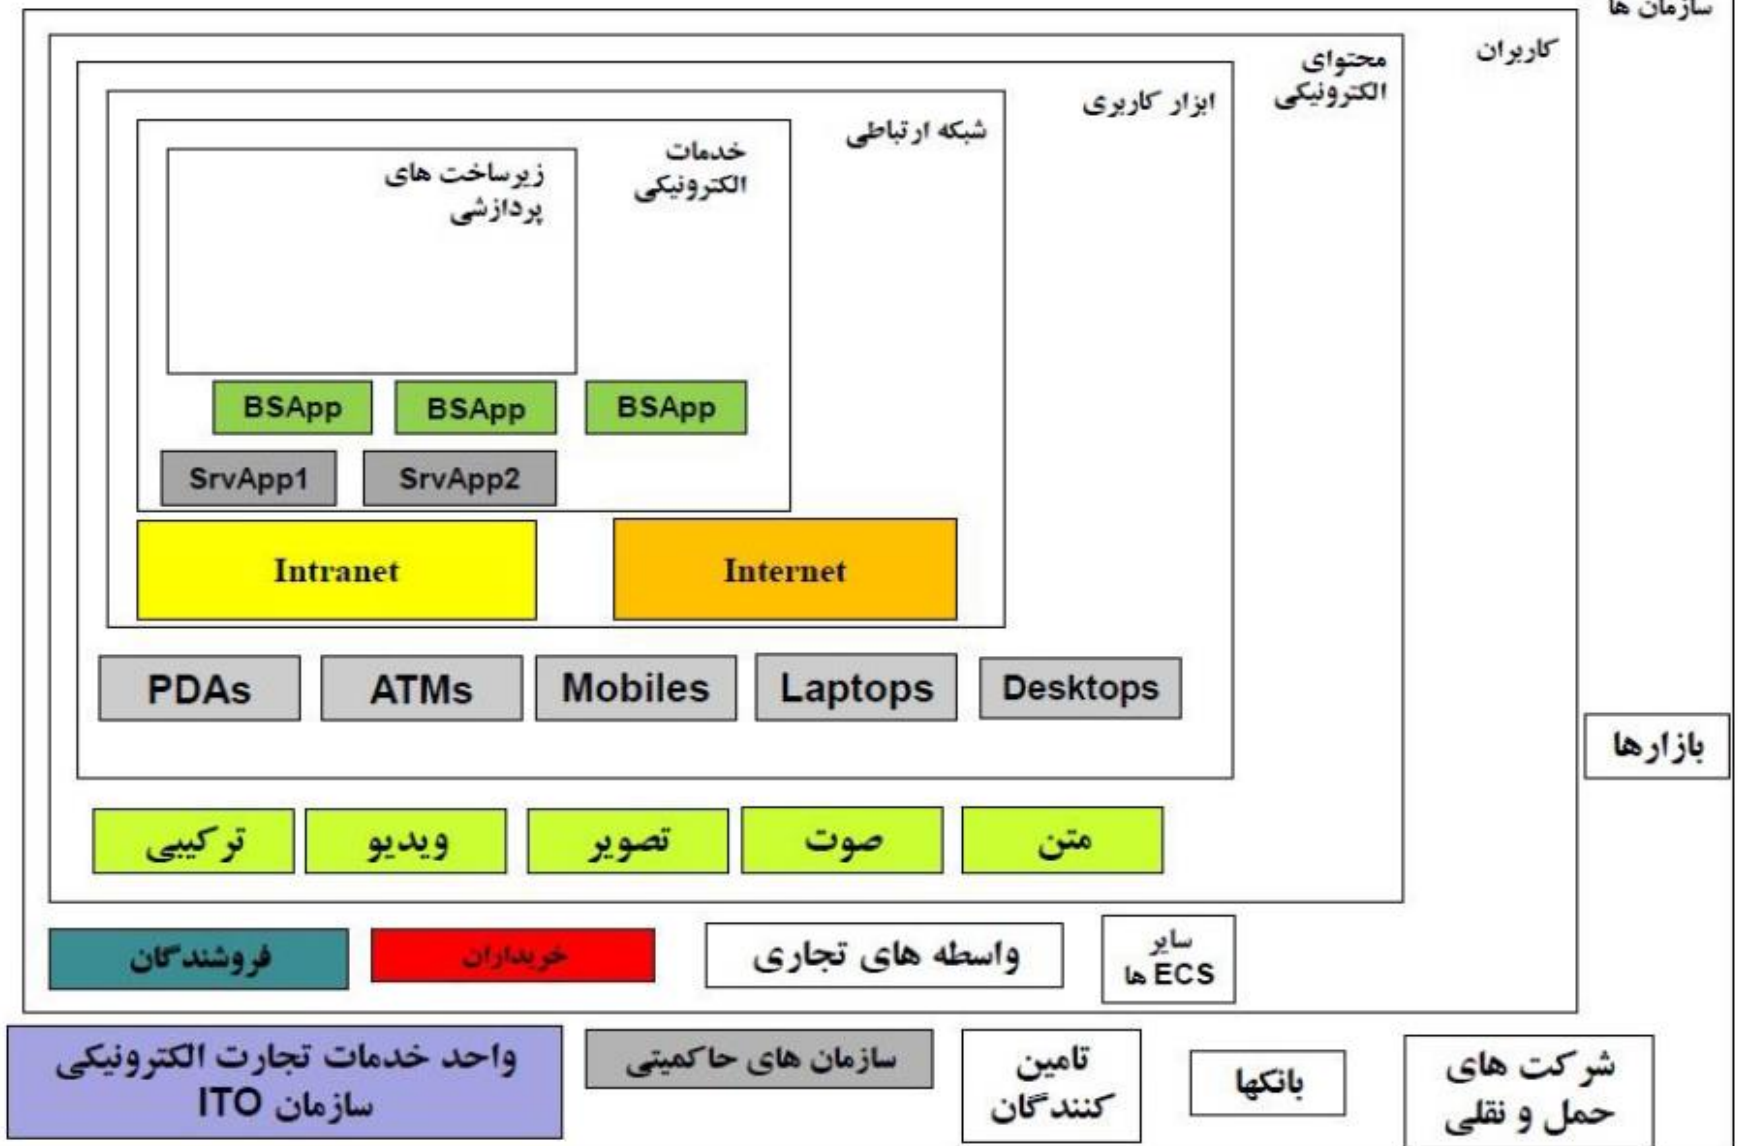 سازمان ها
کاربران
محتوای
الکترونیکی
ابزار کاربری
شبکه ارتباطی
خدمات
الکترونیکی
زیرساخت های
پردازشی
BSApp
BSApp
BSApp
SrvApp1
SrvApp2
Intranet
Internet
PDAs
ATMs
Mobiles
Laptops
Desktops
بازارها
متن
صوت
تصویر
ویدیو
ترکیبی
سایر
ECS ها
واسطه های تجاری
خریداران
فروشندگان
شرکت های
حمل و نقلی
بانکها
تامین
کنندگان
سازمان های حاکمیتی
واحد خدمات تجارت الکترونیکی
سازمان ITO